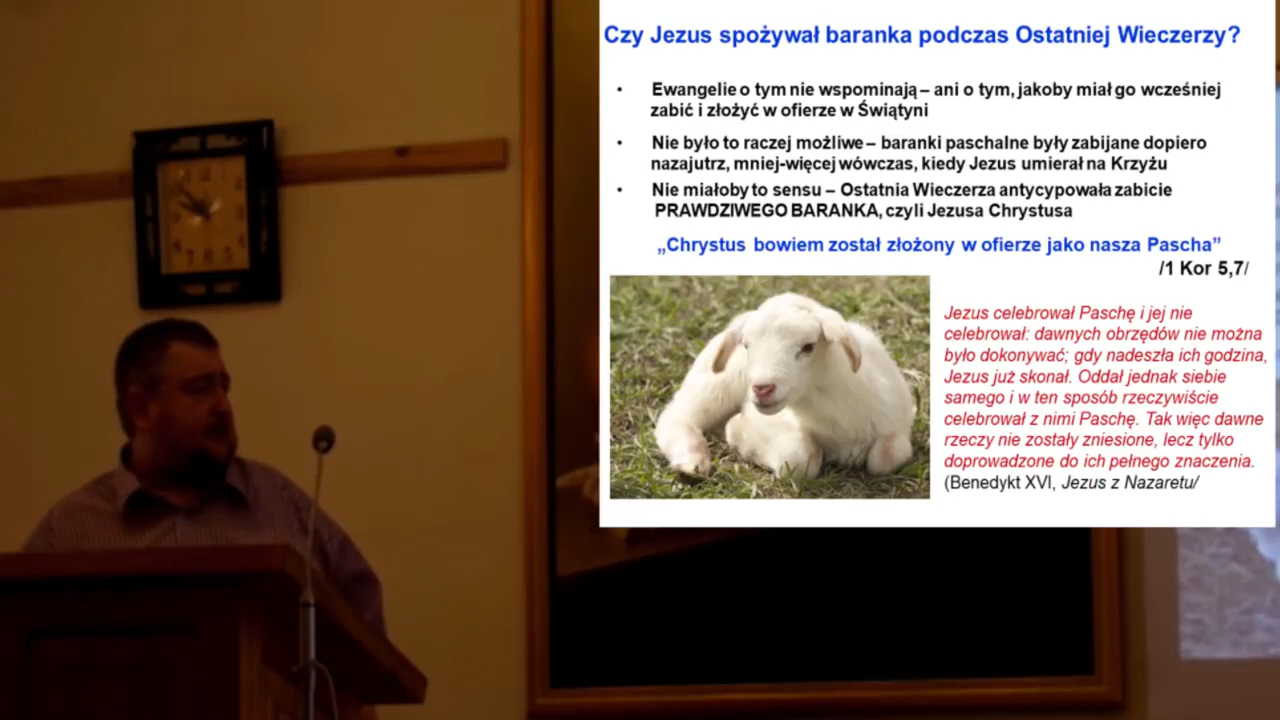 Czy Jezus spożywał baranka podczas Ostatniej Wieczerzy?
• Ewangelie o tym nie wspominają – ani o tym, jakoby miał go wcześniej
zabić i złożyć w ofierze w Świątyni
• Nie było to raczej możliwe – baranki paschalne były zabijane dopiero
nazajutrz, mniej-więcej wówczas, kiedy Jezus umierał na Krzyżu
• Nie miałoby to sensu – Ostatnia Wieczerza antycypowała zabicie
PRAWDZIWEGO BARANKA, czyli Jezusa Chrystusa
„Chrystus bowiem został złożony w ofierze jako nasza Pascha”
/1 Kor 5,7/
Jezus celebrował Paschę i jej nie
celebrował: dawnych obrzędów nie można
było dokonywać; gdy nadeszła ich godzina,
Jezus już skonał. Oddał jednak siebie
samego i w ten sposób rzeczywiście
celebrował z nimi Paschę. Tak więc dawne
rzeczy nie zostały zniesione, lecz tylko
doprowadzone do ich pełnego znaczenia.
(Benedykt XVI, Jezus z Nazaretu/